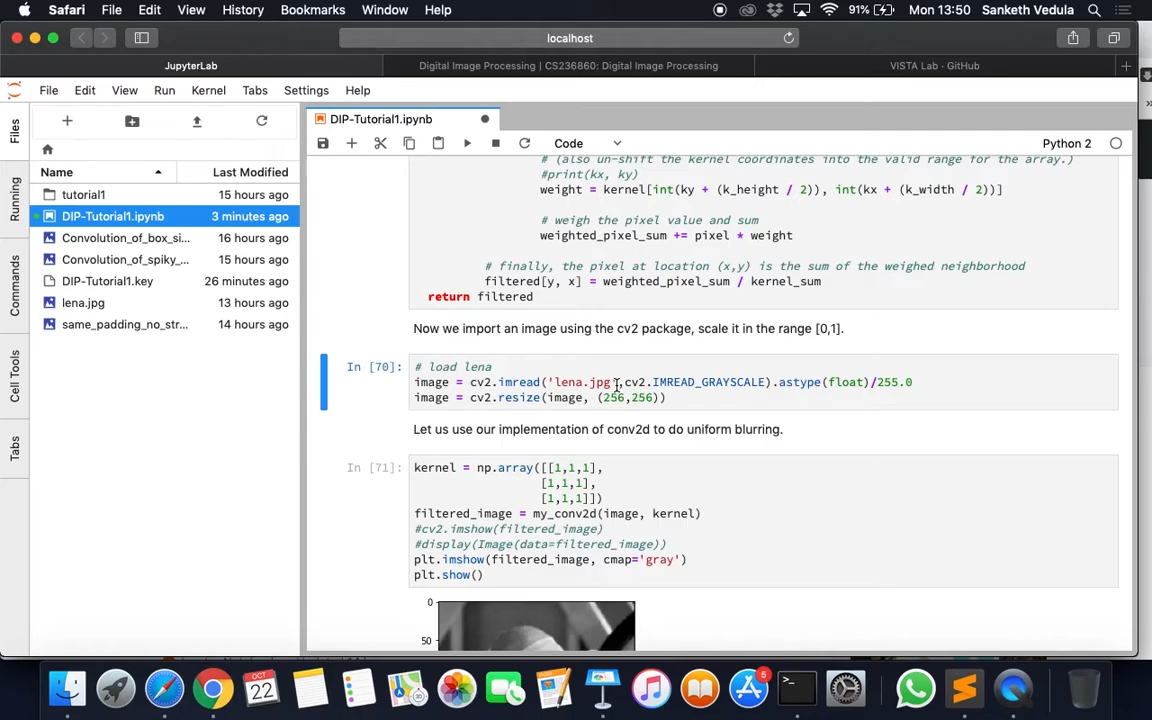 Safari File Edit View History Bookmarks Window Help 91% Mon 13:50 Sanketh Vedula
localhost
JupyterLab Digital Image Processing | CS236860: Digital Image Processing VISTA Lab · GitHub
File Edit View Run Kernel Tabs Settings Help
Files
Running
Commands
Cell Tools
Tabs
Name Last Modified
tutorial1 15 hours ago
DIP-Tutorial1.ipynb 3 minutes ago
Convolution_of_box_si... 16 hours ago
Convolution_of_spiky_... 15 hours ago
DIP-Tutorial1.key 26 minutes ago
lena.jpg 13 hours ago
same_padding_no_str... 14 hours ago
DIP-Tutorial1.ipynb
Code Python 2
# (also un-shift the kernel coordinates into the valid range for the array.)
#print(kx, ky)
weight = kernel[int(ky + (k_height / 2)), int(kx + (k_width / 2))]
# weigh the pixel value and sum
weighted_pixel_sum += pixel * weight
# finally, the pixel at location (x,y) is the sum of the weighed neighborhood
filtered[y, x] = weighted_pixel_sum / kernel_sum
return filtered
Now we import an image using the cv2 package, scale it in the range [0,1].
In [70]: # load lena
image = cv2.imread('lena.jpg',cv2.IMREAD_GRAYSCALE).astype(float)/255.0
image = cv2.resize(image, (256,256))
Let us use our implementation of conv2d to do uniform blurring.
In [71]: kernel = np.array([[1,1,1],
[1,1,1],
[1,1,1]])
filtered_image = my_conv2d(image, kernel)
#cv2.imshow(filtered_image)
#display(Image(data=filtered_image))
plt.imshow(filtered_image, cmap='gray')
plt.show()
0
50
OCT
22
5